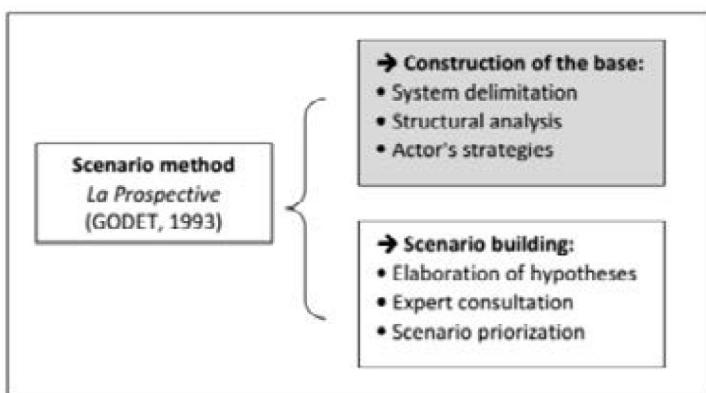 Scenario method
La Prospective
(GODET, 1993)
➔ Construction of the base:
• System delimitation
• Structural analysis
• Actor's strategies
➔ Scenario building:
• Elaboration of hypotheses
• Expert consultation
• Scenario priorization